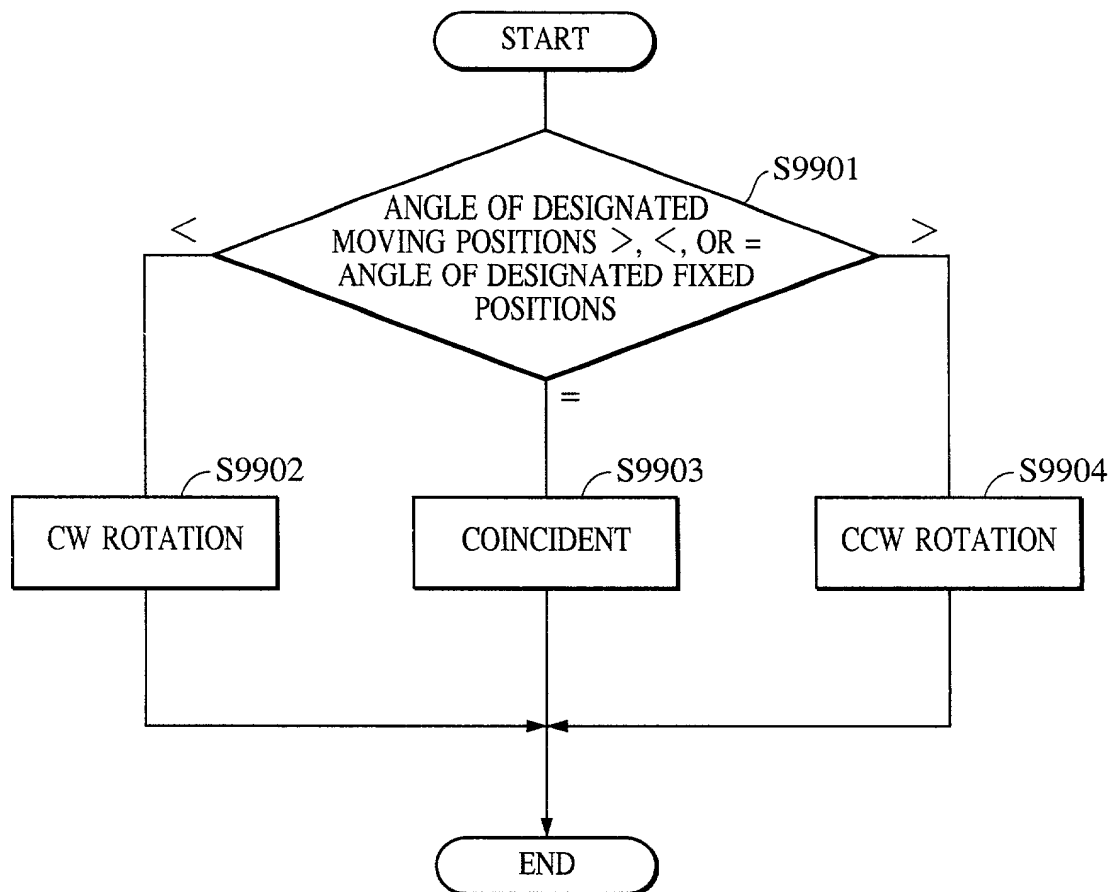 START
S9901
ANGLE OF DESIGNATED
MOVING POSITIONS >, <, OR =
ANGLE OF DESIGNATED FIXED
POSITIONS
<
>
=
S9902
S9903
S9904
CW ROTATION
COINCIDENT
CCW ROTATION
END